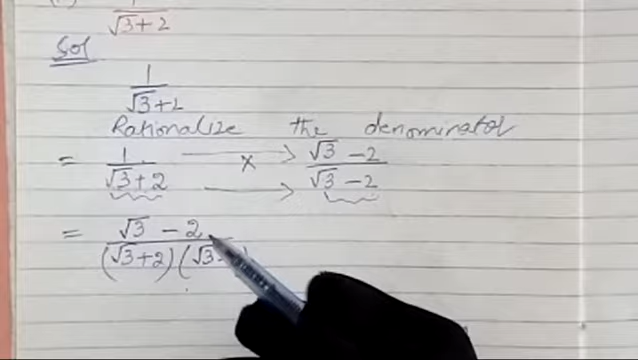 1
√3+2
Sol
1
√3+2
Rationalize the denominator
= 1/(√3+2) × (√3 −2)/(√3 −2)
= (√3 − 2)/((√3+2)(√3